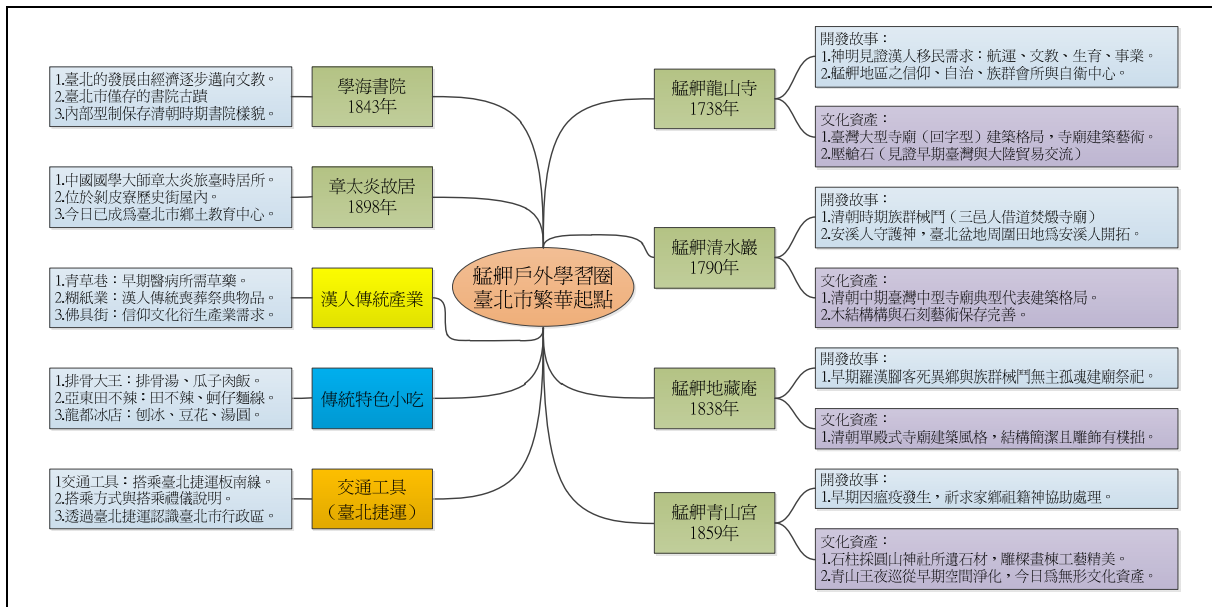 艋舺戶外學習圈
臺北市繁華起點
學海書院
1843年
1.臺北的發展由經濟逐步邁向文教。
2.臺北市僅存的書院古蹟
3.內部型制保存清朝時期書院樣貌。
章太炎故居
1898年
1.中國國學大師章太炎旅臺時居所。
2.位於剝皮寮歷史街屋內。
3.今日已成為臺北市鄉土教育中心。
漢人傳統產業
1.青草巷：早期醫病所需草藥。
2.糊紙業：漢人傳統喪葬祭典物品。
3.佛具街：信仰文化衍生產業需求。
傳統特色小吃
1.排骨大王：排骨湯、瓜子肉飯。
2.亞東田不辣：田不辣、蚵仔麵線。
3.龍都冰店：刨冰、豆花、湯圓。
交通工具
（臺北捷運）
1交通工具：搭乘臺北捷運板南線。
2.搭乘方式與搭乘禮儀說明。
3.透過臺北捷運認識臺北市行政區。
艋舺龍山寺
1738年
開發故事：
1.神明見證漢人移民需求：航運、文教、生育、事業。
2.艋舺地區之信仰、自治、族群會所與自衛中心。
文化資產：
1.臺灣大型寺廟（回字型）建築格局，寺廟建築藝術。
2.壓艙石（見證早期臺灣與大陸貿易交流）
艋舺清水巖
1790年
開發故事：
1.清朝時期族群械鬥（三邑人借道焚燬寺廟）
2.安溪人守護神，臺北盆地周圍田地為安溪人開拓。
文化資產：
1.清朝中期臺灣中型寺廟典型代表建築格局。
2.木結構構與石刻藝術保存完善。
艋舺地藏庵
1838年
開發故事：
1.早期羅漢腳客死異鄉與族群械鬥無主孤魂建廟祭祀。
文化資產：
1.清朝單殿式寺廟建築風格，結構簡潔且雕飾有樸拙。
艋舺青山宮
1859年
開發故事：
1.早期因瘟疫發生，祈求家鄉祖籍神協助處理。
文化資產：
1.石柱採圓山神社所遺石材，雕樑畫棟工藝精美。
2.青山王夜巡從早期空間淨化，今日為無形文化資產。